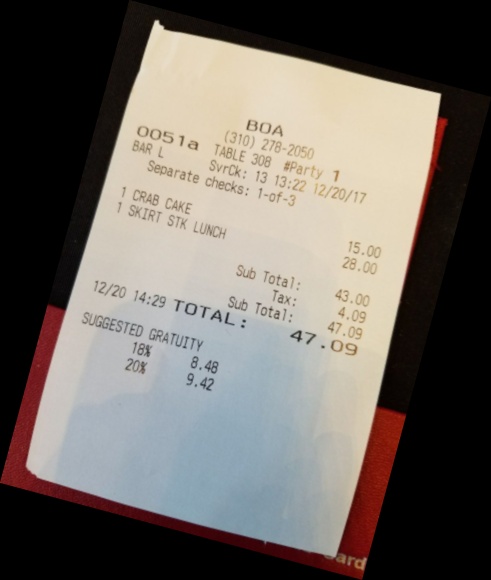 BOA
(310) 278-2050
0051a TABLE 308 #Party 1
BAR L SvrCk: 13 13:22 12/20/17
Separate checks: 1-of-3
1 CRAB CAKE 15.00
1 SKIRT STK LUNCH 28.00
Sub Total: 43.00
Tax: 4.09
Sub Total: 47.09
12/20 14:29 TOTAL: 47.09
SUGGESTED GRATUITY
18% 8.48
20% 9.42